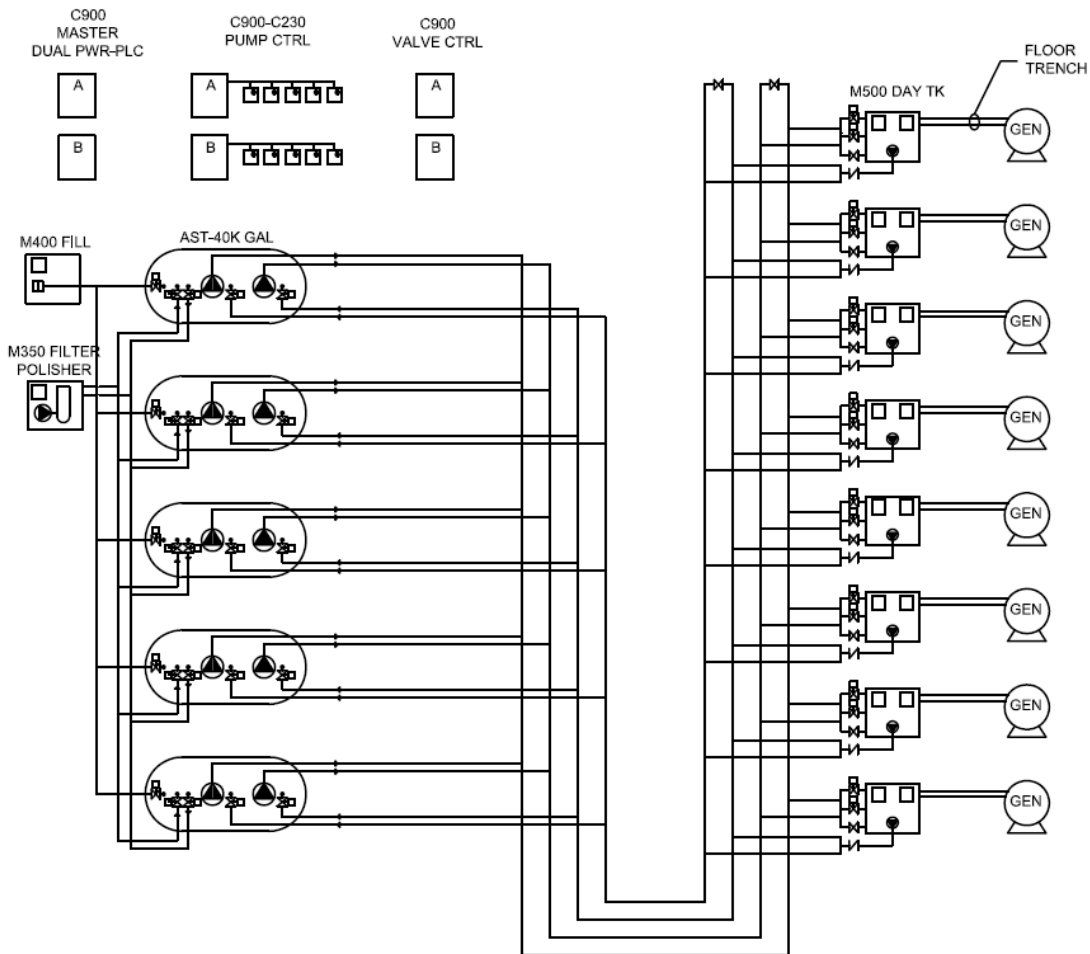 C900
MASTER
DUAL PWR-PLC
A
B
C900-C230
PUMP CTRL
A
B
C900
VALVE CTRL
A
B
FLOOR
TRENCH
M500 DAY TK
GEN
GEN
GEN
GEN
GEN
GEN
GEN
GEN
M400 FILL
AST-40K GAL
M350 FILTER
POLISHER